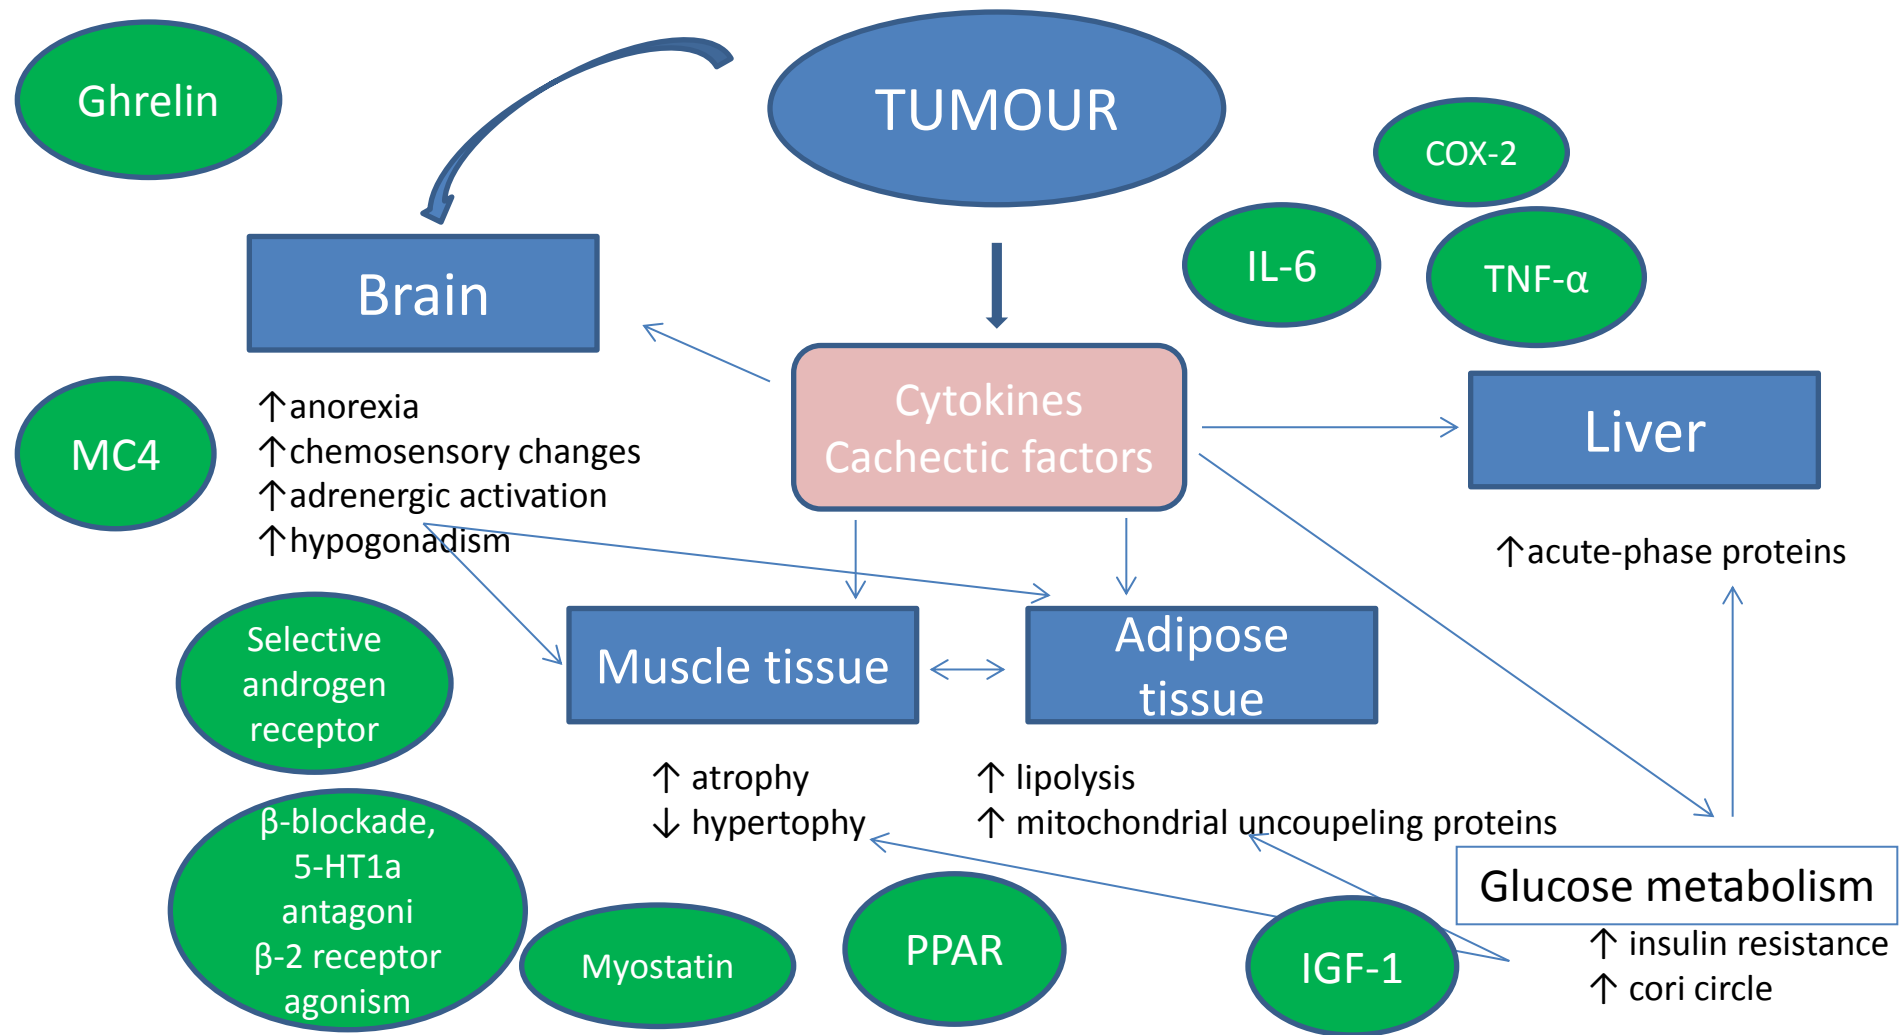 Ghrelin
TUMOUR
COX-2
IL-6
TNF-α
Brain
Cytokines
Cachectic factors
Liver
MC4
↑anorexia
↑chemosensory changes
↑adrenergic activation
↑hypogonadism
↑acute-phase proteins
Selective
androgen
receptor
Muscle tissue
Adipose
tissue
↑ atrophy
↓ hypertophy
↑ lipolysis
↑ mitochondrial uncoupeling proteins
β-blockade,
5-HT1a
antagoni
β-2 receptor
agonism
Myostatin
PPAR
IGF-1
Glucose metabolism
↑ insulin resistance
↑ cori circle